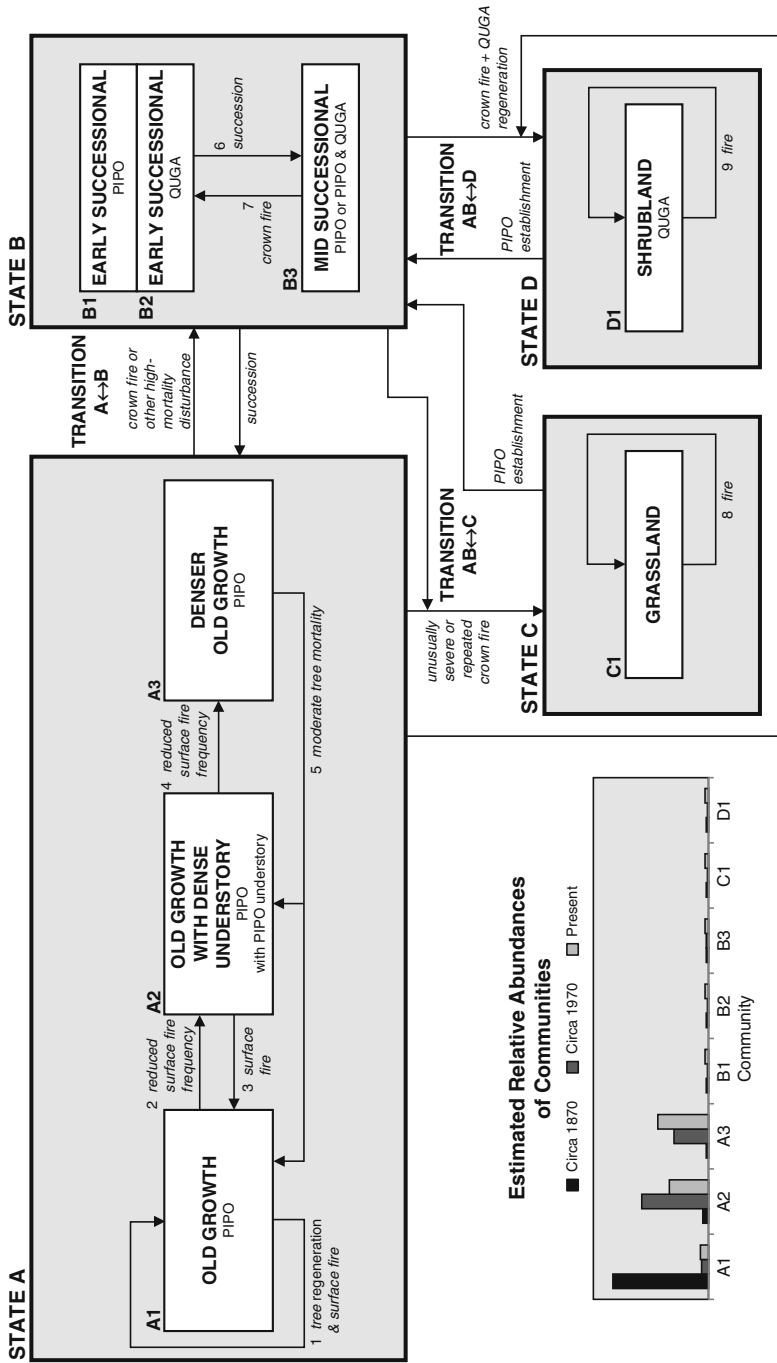 STATE A
A1
OLD GROWTH
PIPO
1 tree regeneration
& surface fire
2 reduced
surface fire
frequency
3 surface
fire
A2
OLD GROWTH
WITH DENSE
UNDERSTORY
PIPO
with PIPO understory
4 reduced
surface fire
frequency
A3
DENSER
OLD GROWTH
PIPO
5 moderate tree mortality
TRANSITION
A↔B
crown fire or
other high-
mortality
disturbance
succession
STATE B
B1
EARLY SUCCESSIONAL
PIPO
B2
EARLY SUCCESSIONAL
QUGA
6
succession
7
crown fire
B3
MID SUCCESSIONAL
PIPO or PIPO & QUGA
TRANSITION
AB↔C
unusually
severe or
repeated
crown fire
PIPO
establishment
STATE C
C1
GRASSLAND
8 fire
TRANSITION
AB↔D
PIPO
establishment
crown fire + QUGA
regeneration
STATE D
D1
SHRUBLAND
QUGA
9 fire
Estimated Relative Abundances
of Communities
Circa 1870 Circa 1970 Present
A1 A2 A3 B1 B2 B3 C1 D1
Community